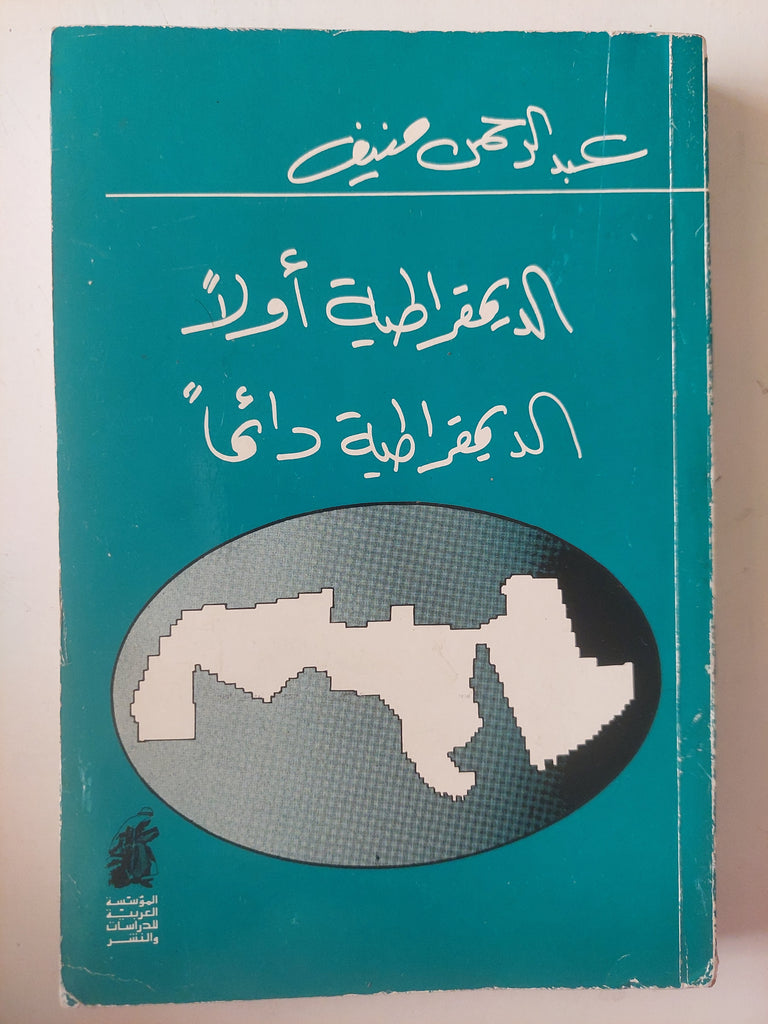 عبد الرحمن منيف
الديمقراطية أولاً
الديمقراطية دائماً
المؤسسة
العربية
للدراسات
والنشر